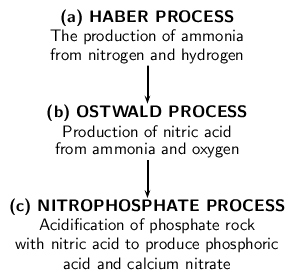 (a) HABER PROCESS
The production of ammonia
from nitrogen and hydrogen
(b) OSTWALD PROCESS
Production of nitric acid
from ammonia and oxygen
(c) NITROPHOSPHATE PROCESS
Acidification of phosphate rock
with nitric acid to produce phosphoric
acid and calcium nitrate